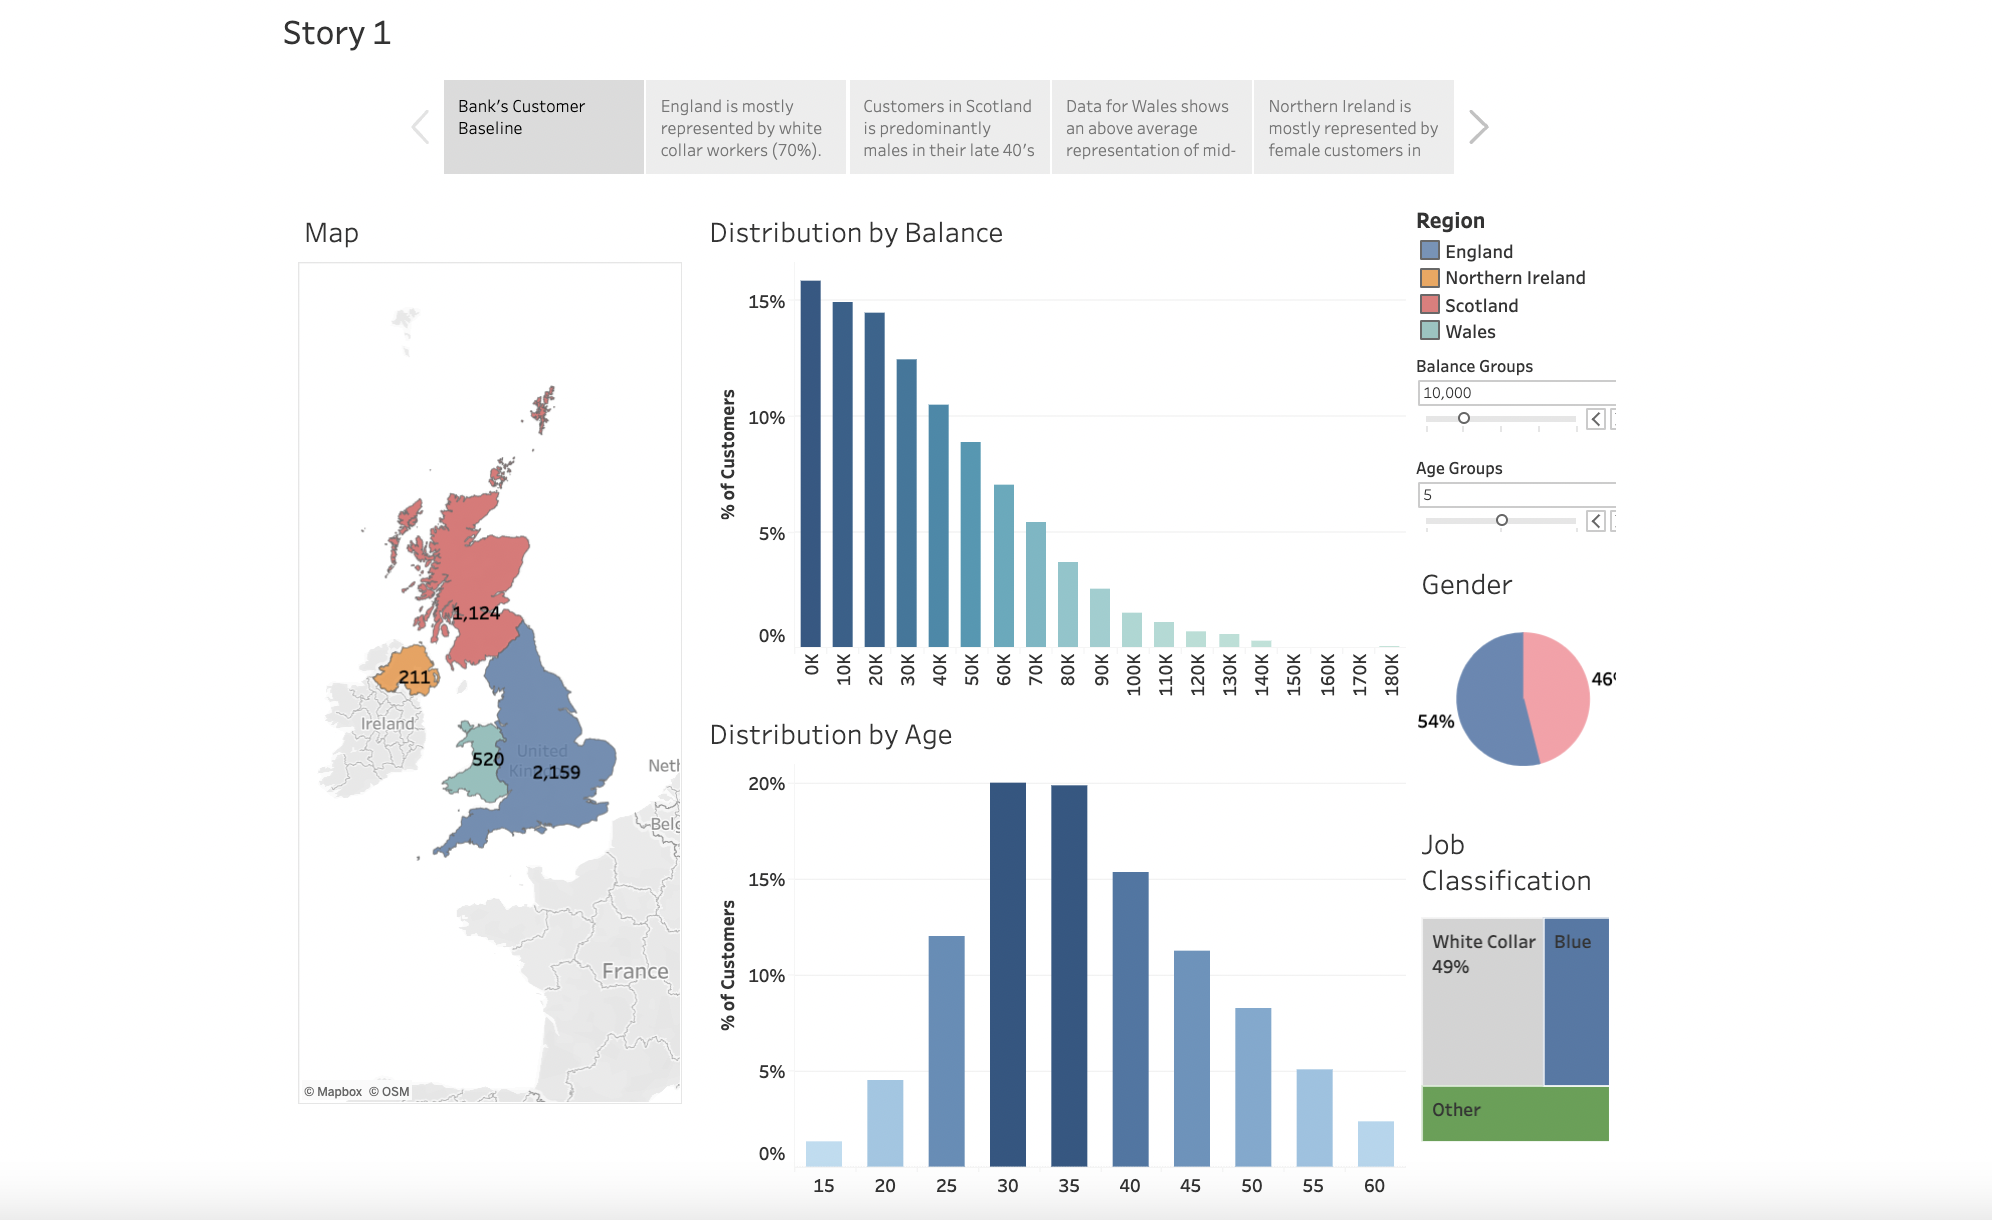 Story 1
Bank's Customer
Baseline
England is mostly
represented by white
collar workers (70%).
Customers in Scotland
is predominantly
males in their late 40's
Data for Wales shows
an above average
representation of mid-
Northern Ireland is
mostly represented by
female customers in
Map
1,124
211
Ireland
520
United
2,159
Neth
Belg
France
© Mapbox © OSM
Distribution by Balance
% of Customers
15%
10%
5%
0%
0K
10K
20K
30K
40K
50K
60K
70K
80K
90K
100K
110K
120K
130K
140K
150K
160K
170K
180K
Distribution by Age
% of Customers
20%
15%
10%
5%
0%
15
20
25
30
35
40
45
50
55
60
Region
England
Northern Ireland
Scotland
Wales
Balance Groups
10,000
Age Groups
5
Gender
46
54%
Job
Classification
White Collar
49%
Blue
Other